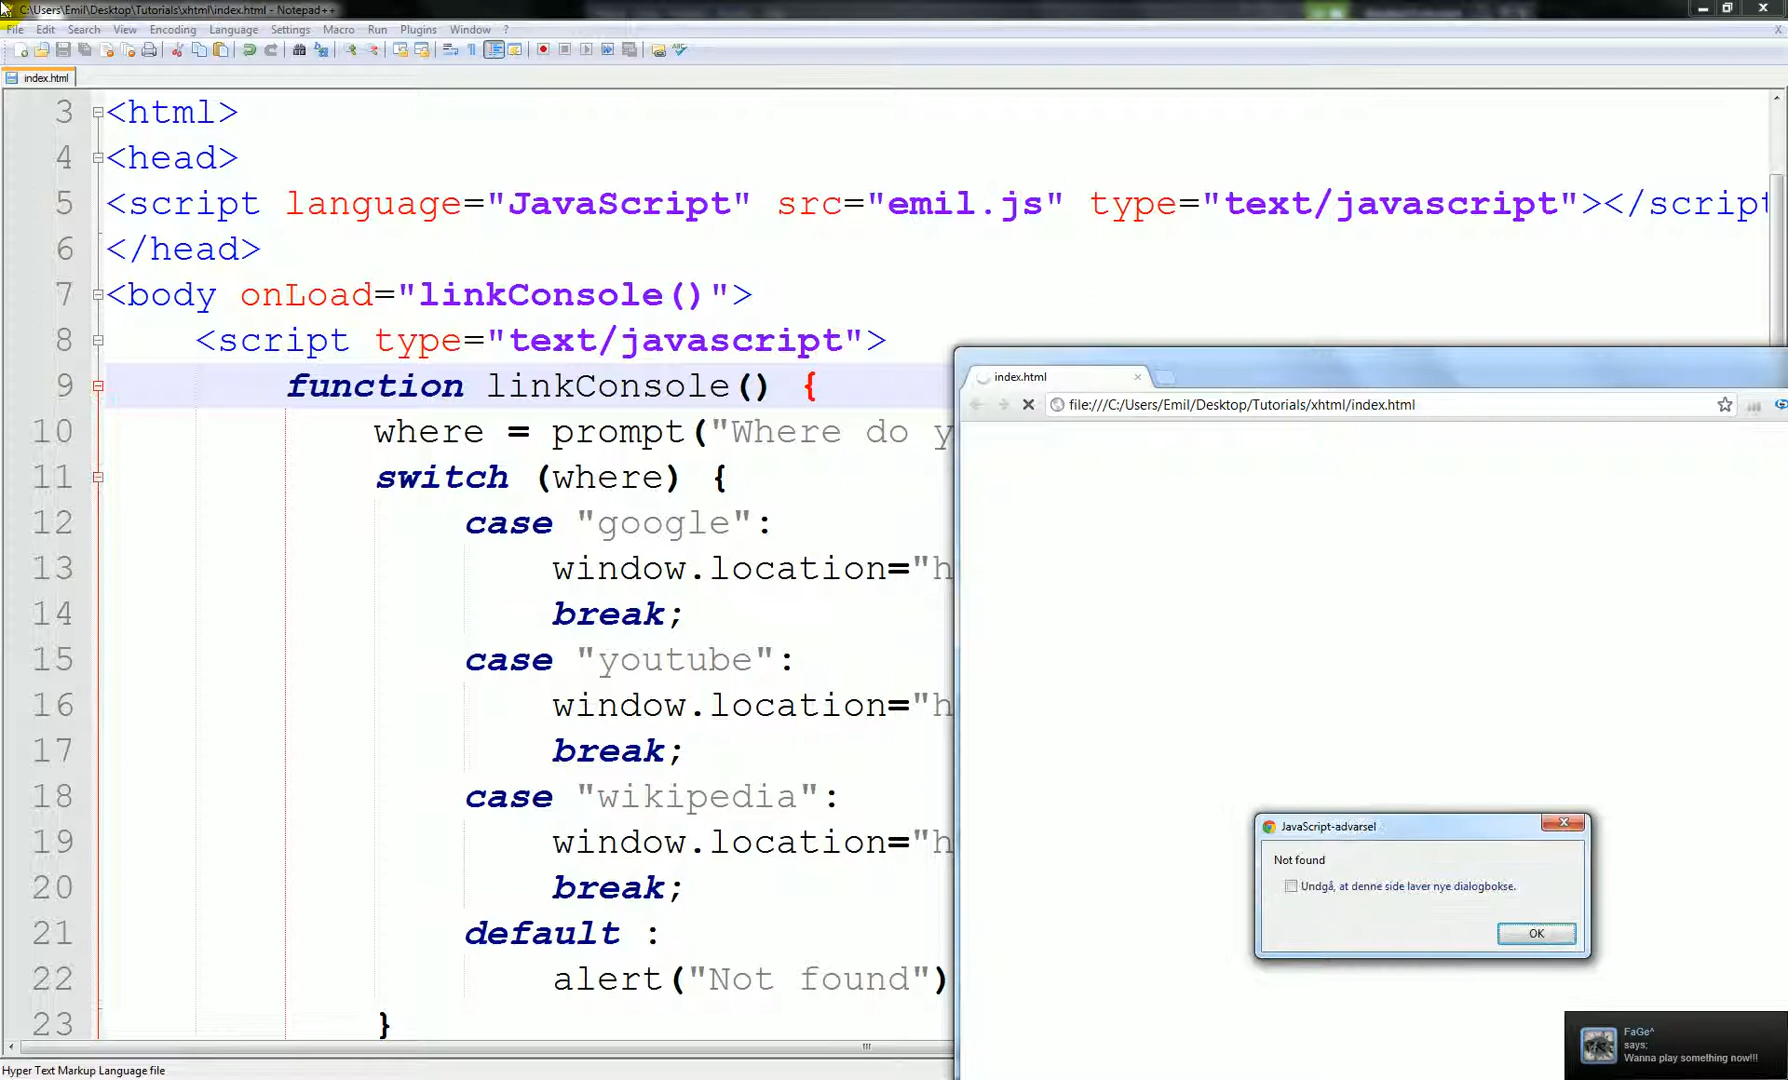 C:\Users\Emil\Desktop\Tutorials\xhtml\index.html - Notepad++
File Edit Search View Encoding Language Settings Macro Run Plugins Window ?
X
index.html
3 <html>
4 <head>
5 <script language="JavaScript" src="emil.js" type="text/javascript"></script
6 </head>
7 <body onLoad="linkConsole()">
8 <script type="text/javascript">
9 function linkConsole() {
10 where = prompt("Where do y
11 switch (where) {
12 case "google":
13 window.location="h
14 break;
15 case "youtube":
16 window.location="h
17 break;
18 case "wikipedia":
19 window.location="h
20 break;
21 default :
22 alert("Not found")
23 }
index.html
file:///C:/Users/Emil/Desktop/Tutorials/xhtml/index.html
JavaScript-advarsel
Not found
Undgå, at denne side laver nye dialogbokse.
OK
FaGe^
says:
Wanna play something now!!!
Hyper Text Markup Language file